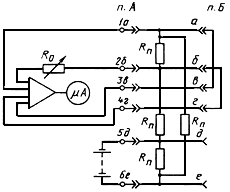 п. А п. Б
1а а
R₀
2б б
Rп
μA
3в в
4г г
Rп Rп
5д д
Rп
6е е